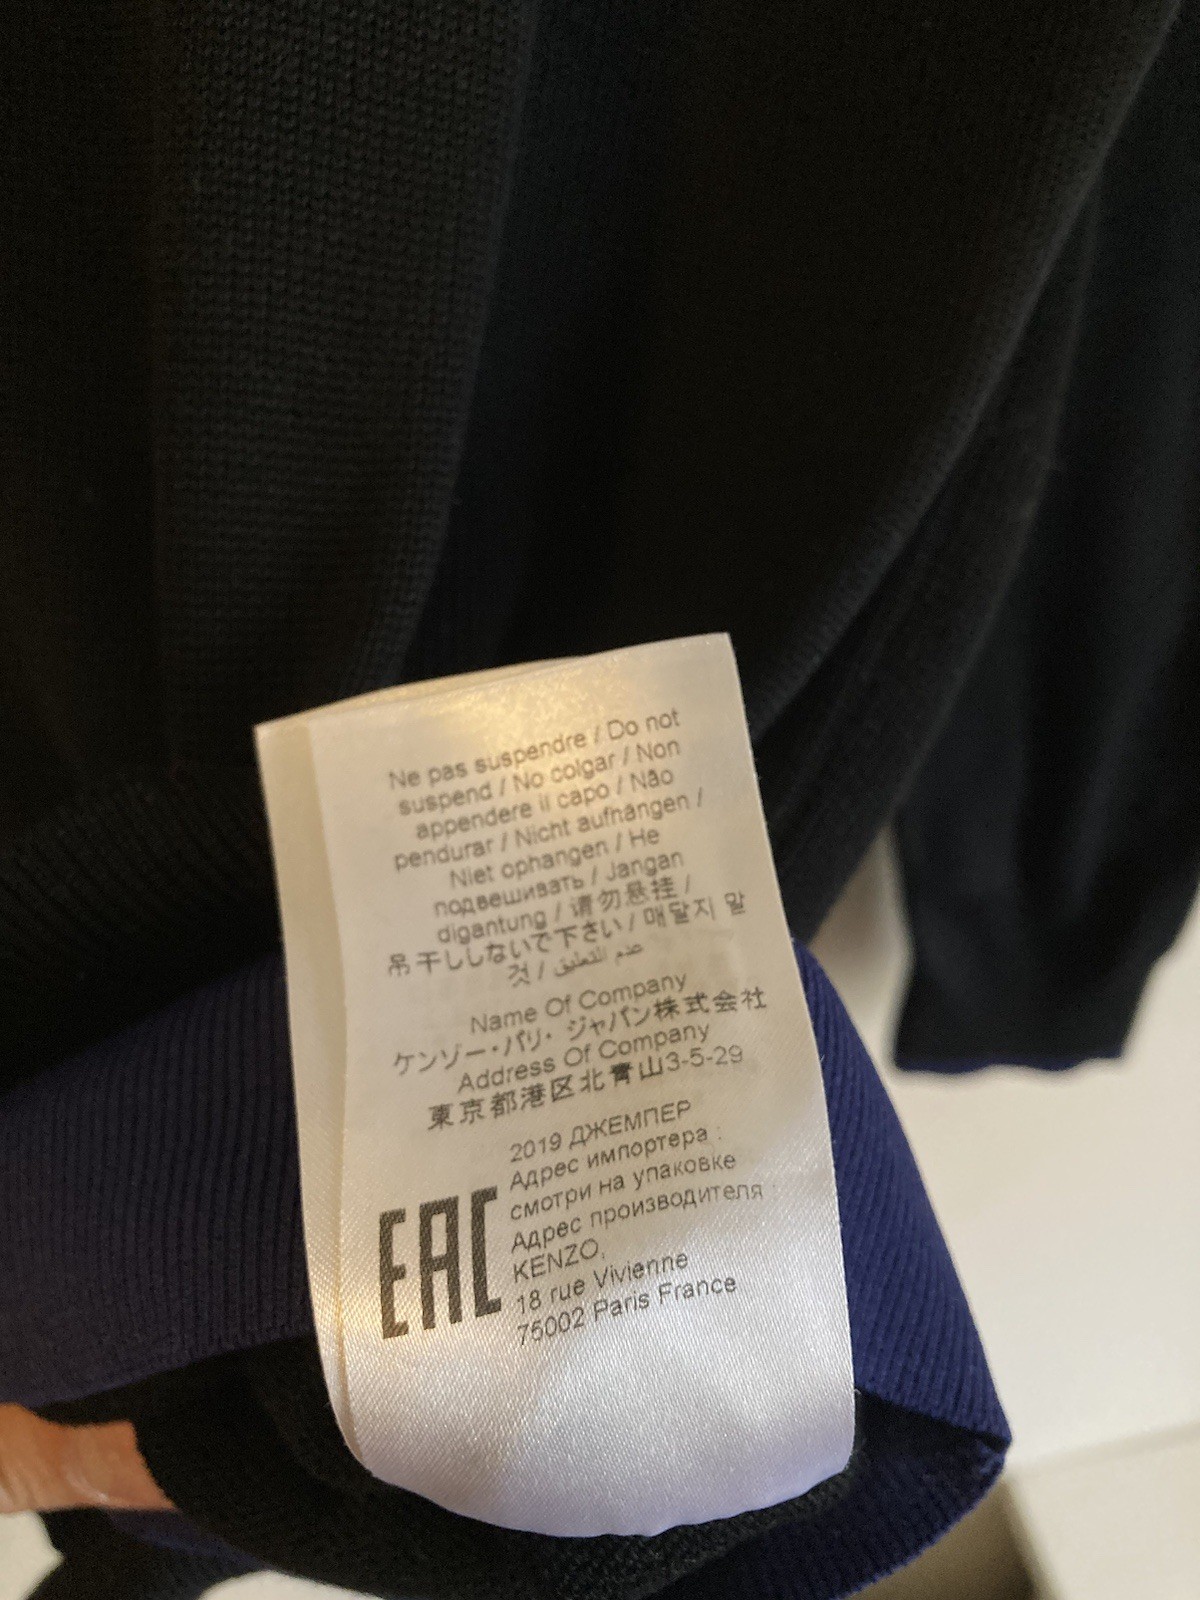 Ne pas suspendre / Do not
suspend / No colgar / Non
appendere il capo / Não
pendurar / Nicht aufhängen /
Niet ophangen / Не
подвешивать / Jangan
digantung / 请勿悬挂 /
吊干ししないで下さい / 매달지 말
것 / عدم التعليق
Name Of Company
ケンゾー・パリ・ジャパン株式会社
Address Of Company
東京都港区北青山3-5-29
2019 ДЖЕМПЕР
Адрес импортера :
смотри на упаковке
Адрес производителя :
KENZO,
18 rue Vivienne
75002 Paris France
EAC